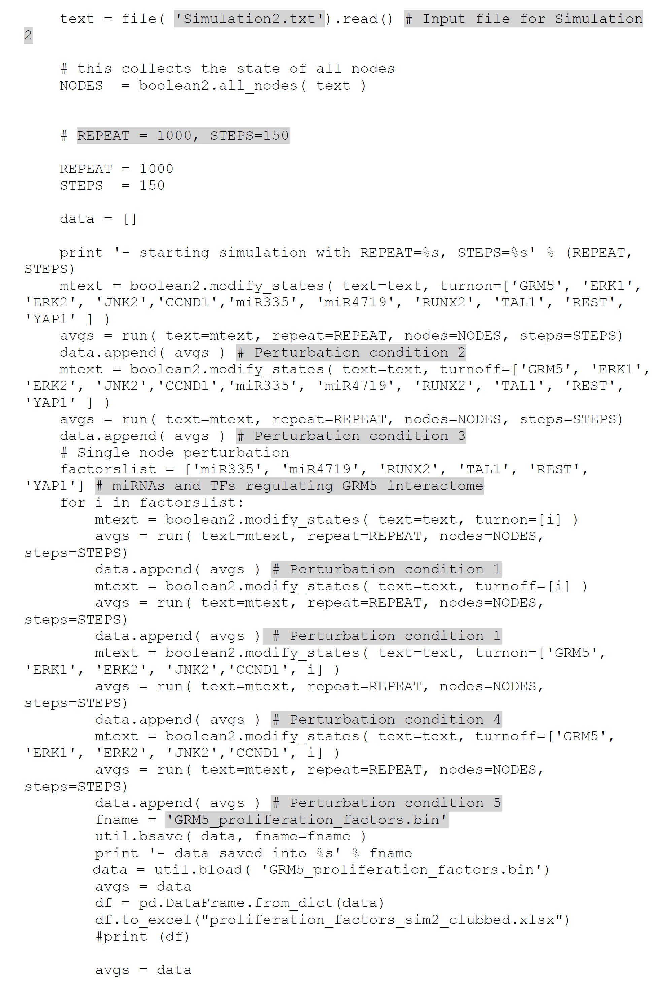 text = file( 'Simulation2.txt').read() # Input file for Simulation
2
# this collects the state of all nodes
NODES  = boolean2.all_nodes( text )
# REPEAT = 1000, STEPS=150
REPEAT = 1000
STEPS  = 150
data = []
print '- starting simulation with REPEAT=%s, STEPS=%s' % (REPEAT,
STEPS)
mtext = boolean2.modify_states( text=text, turnon=['GRM5', 'ERK1',
'ERK2', 'JNK2','CCND1','miR335', 'miR4719', 'RUNX2', 'TAL1', 'REST',
'YAP1' ] )
avgs = run( text=mtext, repeat=REPEAT, nodes=NODES, steps=STEPS)
data.append( avgs ) # Perturbation condition 2
mtext = boolean2.modify_states( text=text, turnoff=['GRM5', 'ERK1',
'ERK2', 'JNK2','CCND1','miR335', 'miR4719', 'RUNX2', 'TAL1', 'REST',
'YAP1' ] )
avgs = run( text=mtext, repeat=REPEAT, nodes=NODES, steps=STEPS)
data.append( avgs ) # Perturbation condition 3
# Single node perturbation
factorslist = ['miR335', 'miR4719', 'RUNX2', 'TAL1', 'REST',
'YAP1'] # miRNAs and TFs regulating GRM5 interactome
for i in factorslist:
mtext = boolean2.modify_states( text=text, turnon=[i] )
avgs = run( text=mtext, repeat=REPEAT, nodes=NODES,
steps=STEPS)
data.append( avgs ) # Perturbation condition 1
mtext = boolean2.modify_states( text=text, turnoff=[i] )
avgs = run( text=mtext, repeat=REPEAT, nodes=NODES,
steps=STEPS)
data.append( avgs ) # Perturbation condition 1
mtext = boolean2.modify_states( text=text, turnon=['GRM5',
'ERK1', 'ERK2', 'JNK2','CCND1', i] )
avgs = run( text=mtext, repeat=REPEAT, nodes=NODES,
steps=STEPS)
data.append( avgs ) # Perturbation condition 4
mtext = boolean2.modify_states( text=text, turnoff=['GRM5',
'ERK1', 'ERK2', 'JNK2','CCND1', i] )
avgs = run( text=mtext, repeat=REPEAT, nodes=NODES,
steps=STEPS)
data.append( avgs ) # Perturbation condition 5
fname = 'GRM5_proliferation_factors.bin'
util.bsave( data, fname=fname )
print '- data saved into %s' % fname
data = util.bload( 'GRM5_proliferation_factors.bin')
avgs = data
df = pd.DataFrame.from_dict(data)
df.to_excel("proliferation_factors_sim2_clubbed.xlsx")
#print (df)
avgs = data